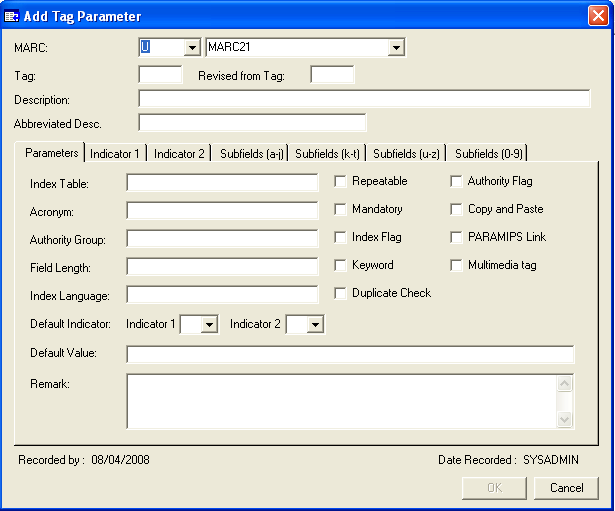 Add Tag Parameter
MARC: U MARC21
Tag: Revised from Tag:
Description:
Abbreviated Desc.
Parameters Indicator 1 Indicator 2 Subfields (a-j) Subfields (k-t) Subfields (u-z) Subfields (0-9)
Index Table: Repeatable Authority Flag
Acronym: Mandatory Copy and Paste
Authority Group: Index Flag PARAMIPS Link
Field Length: Keyword Multimedia tag
Index Language: Duplicate Check
Default Indicator: Indicator 1 Indicator 2
Default Value:
Remark:
Recorded by : 08/04/2008 Date Recorded : SYSADMIN
OK Cancel